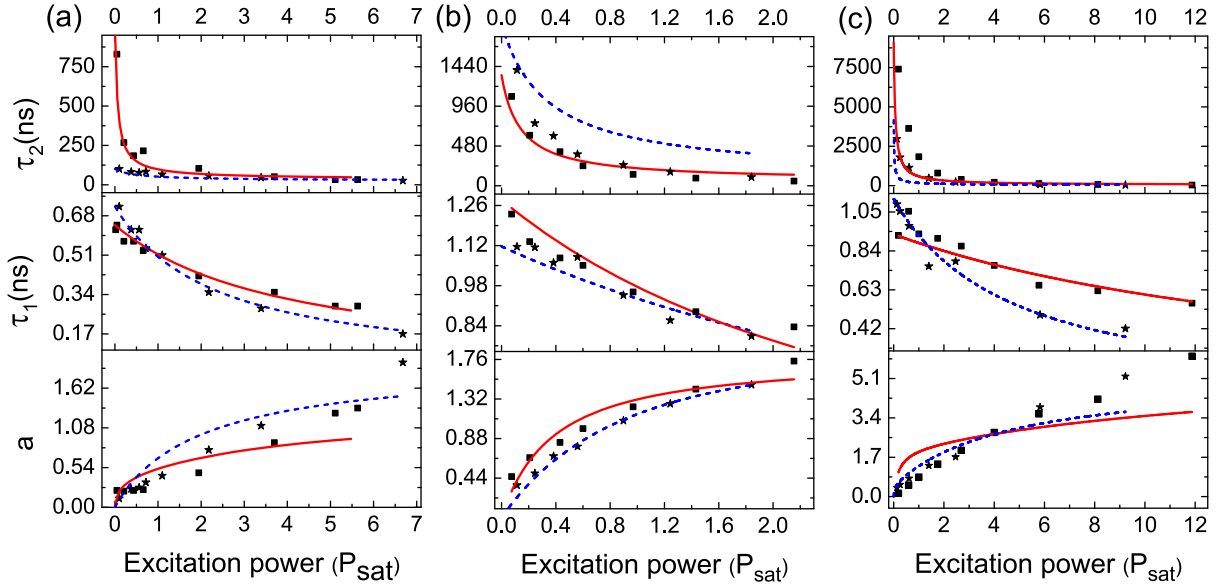 (a)
0 1 2 3 4 5 6 7
750
500
250
0
τ2(ns)
0.68
0.51
0.34
0.17
τ1(ns)
1.62
1.08
0.54
0.00
a
0 1 2 3 4 5 6 7
Excitation power (Psat)
(b)
0.0 0.4 0.8 1.2 1.6 2.0
1440
960
480
0
1.26
1.12
0.98
0.84
1.76
1.32
0.88
0.44
0.0 0.4 0.8 1.2 1.6 2.0
Excitation power (Psat)
(c)
0 2 4 6 8 10 12
7500
5000
2500
0
1.05
0.84
0.63
0.42
5.1
3.4
1.7
0.0
0 2 4 6 8 10 12
Excitation power (Psat)